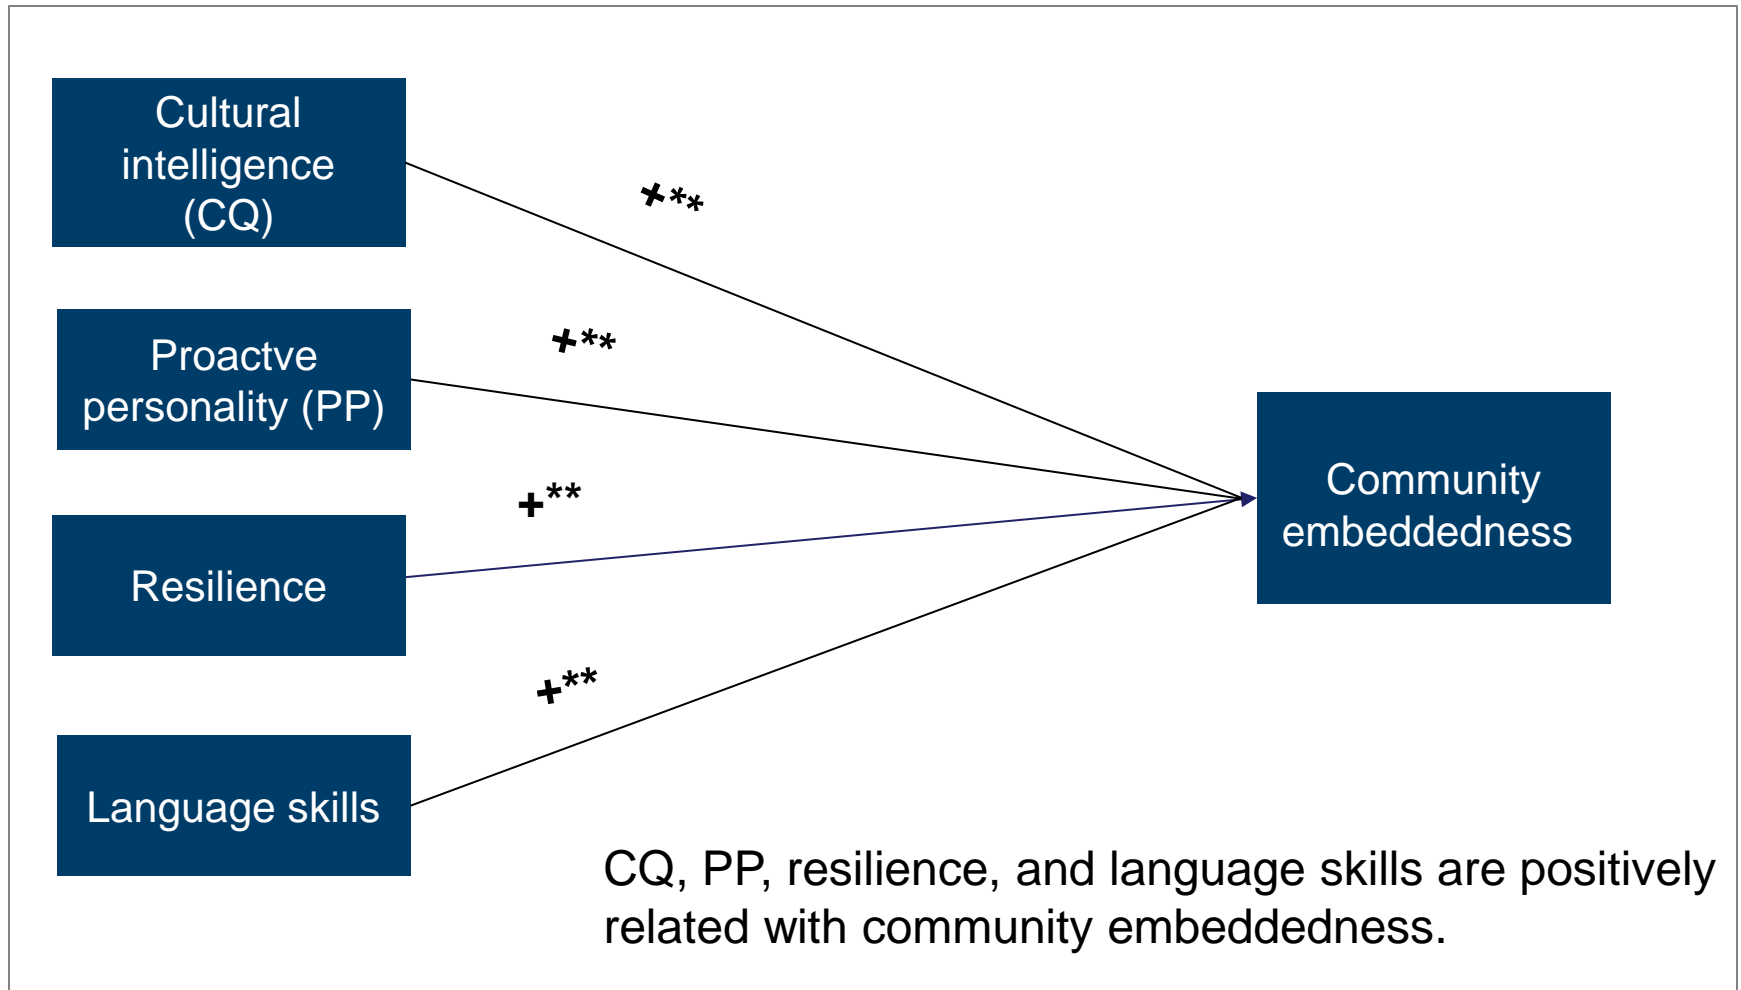 Cultural
intelligence
(CQ)
+**
Proactve
personality (PP)
+**
Resilience
+**
Language skills
+**
Community
embeddedness
CQ, PP, resilience, and language skills are positively
related with community embeddedness.